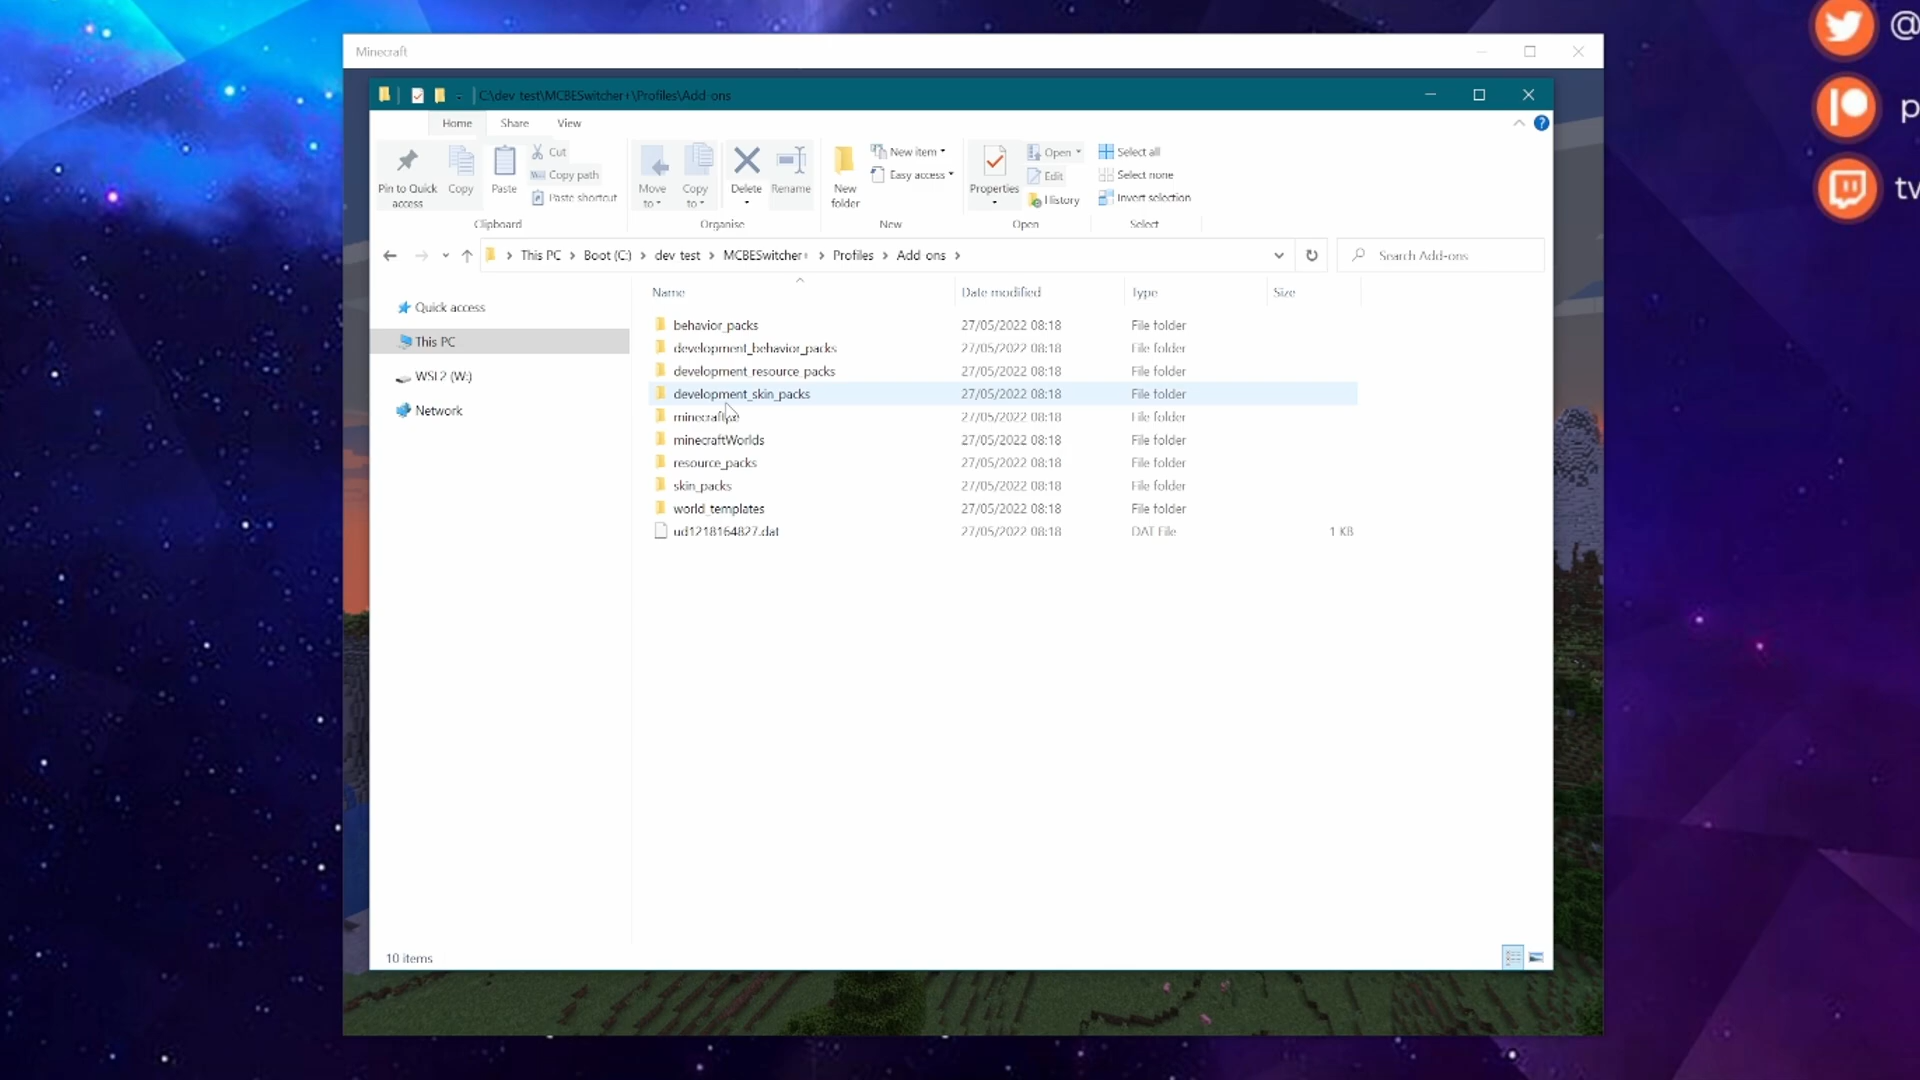 Minecraft
@
C:\dev test\MCBESwitcher+\Profiles\Add-ons
p
Home Share View
Pin to Quick access
Copy
Paste
Cut
Copy path
Paste shortcut
Move to
Copy to
Delete
Rename
New folder
New item
Easy access
Properties
Open
Edit
History
Select all
Select none
Invert selection
Clipboard Organise New Open Select
tv
This PC Boot (C:) dev test MCBESwitcher+ Profiles Add-ons
Search Add-ons
Name Date modified Type Size
Quick access
This PC
WSL2 (W:)
Network
behavior_packs 27/05/2022 08:18 File folder
development_behavior_packs 27/05/2022 08:18 File folder
development_resource_packs 27/05/2022 08:18 File folder
development_skin_packs 27/05/2022 08:18 File folder
27/05/2022 08:18 File folder
minecraftWorlds 27/05/2022 08:18 File folder
resource_packs 27/05/2022 08:18 File folder
skin_packs 27/05/2022 08:18 File folder
world_templates 27/05/2022 08:18 File folder
ud1218164827.dat 27/05/2022 08:18 DAT File 1 KB
10 items